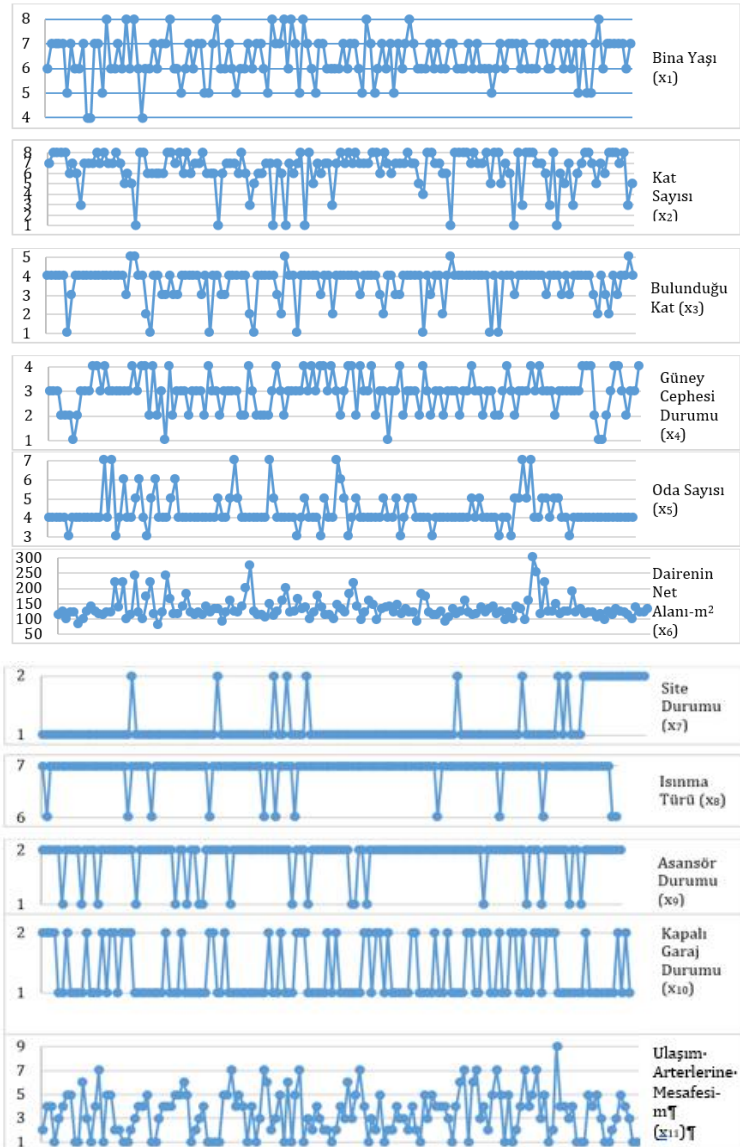 8
7
6
5
4
Bina Yaşı
(x₁)
8
7
6
5
4
3
2
1
Kat
Sayısı
(x₂)
5
4
3
2
1
Bulunduğu
Kat (x₃)
4
3
2
1
Güney
Cephesi
Durumu
(x₄)
7
6
5
4
3
Oda Sayısı
(x₅)
300
250
200
150
100
50
Dairenin
Net
Alanı-m²
(x₆)
2
1
Site
Durumu
(x₇)
7
6
Isınma
Türü (x₈)
2
1
Asansör
Durumu
(x₉)
2
1
Kapalı
Garaj
Durumu
(x₁₀)
9
7
5
3
1
Ulaşım·
Arterlerine·
Mesafesi-
m¶
(x₁₁)¶